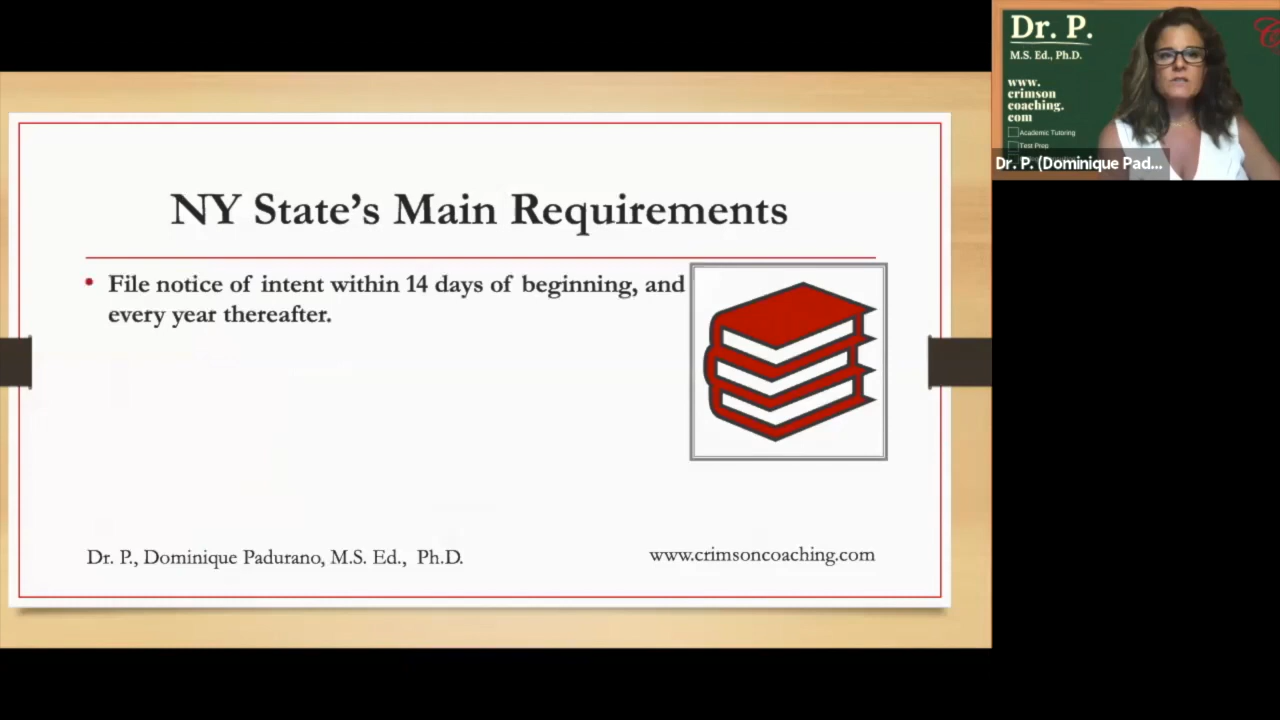 NY State’s Main Requirements
• File notice of intent within 14 days of beginning, and
every year thereafter.
Dr. P., Dominique Padurano, M.S. Ed., Ph.D.
www.crimsoncoaching.com
Dr. P.
M.S. Ed., Ph.D.
www.
crimson
coaching.
com
Academic Tutoring
Test Prep
Dr. P. (Dominique Pad...